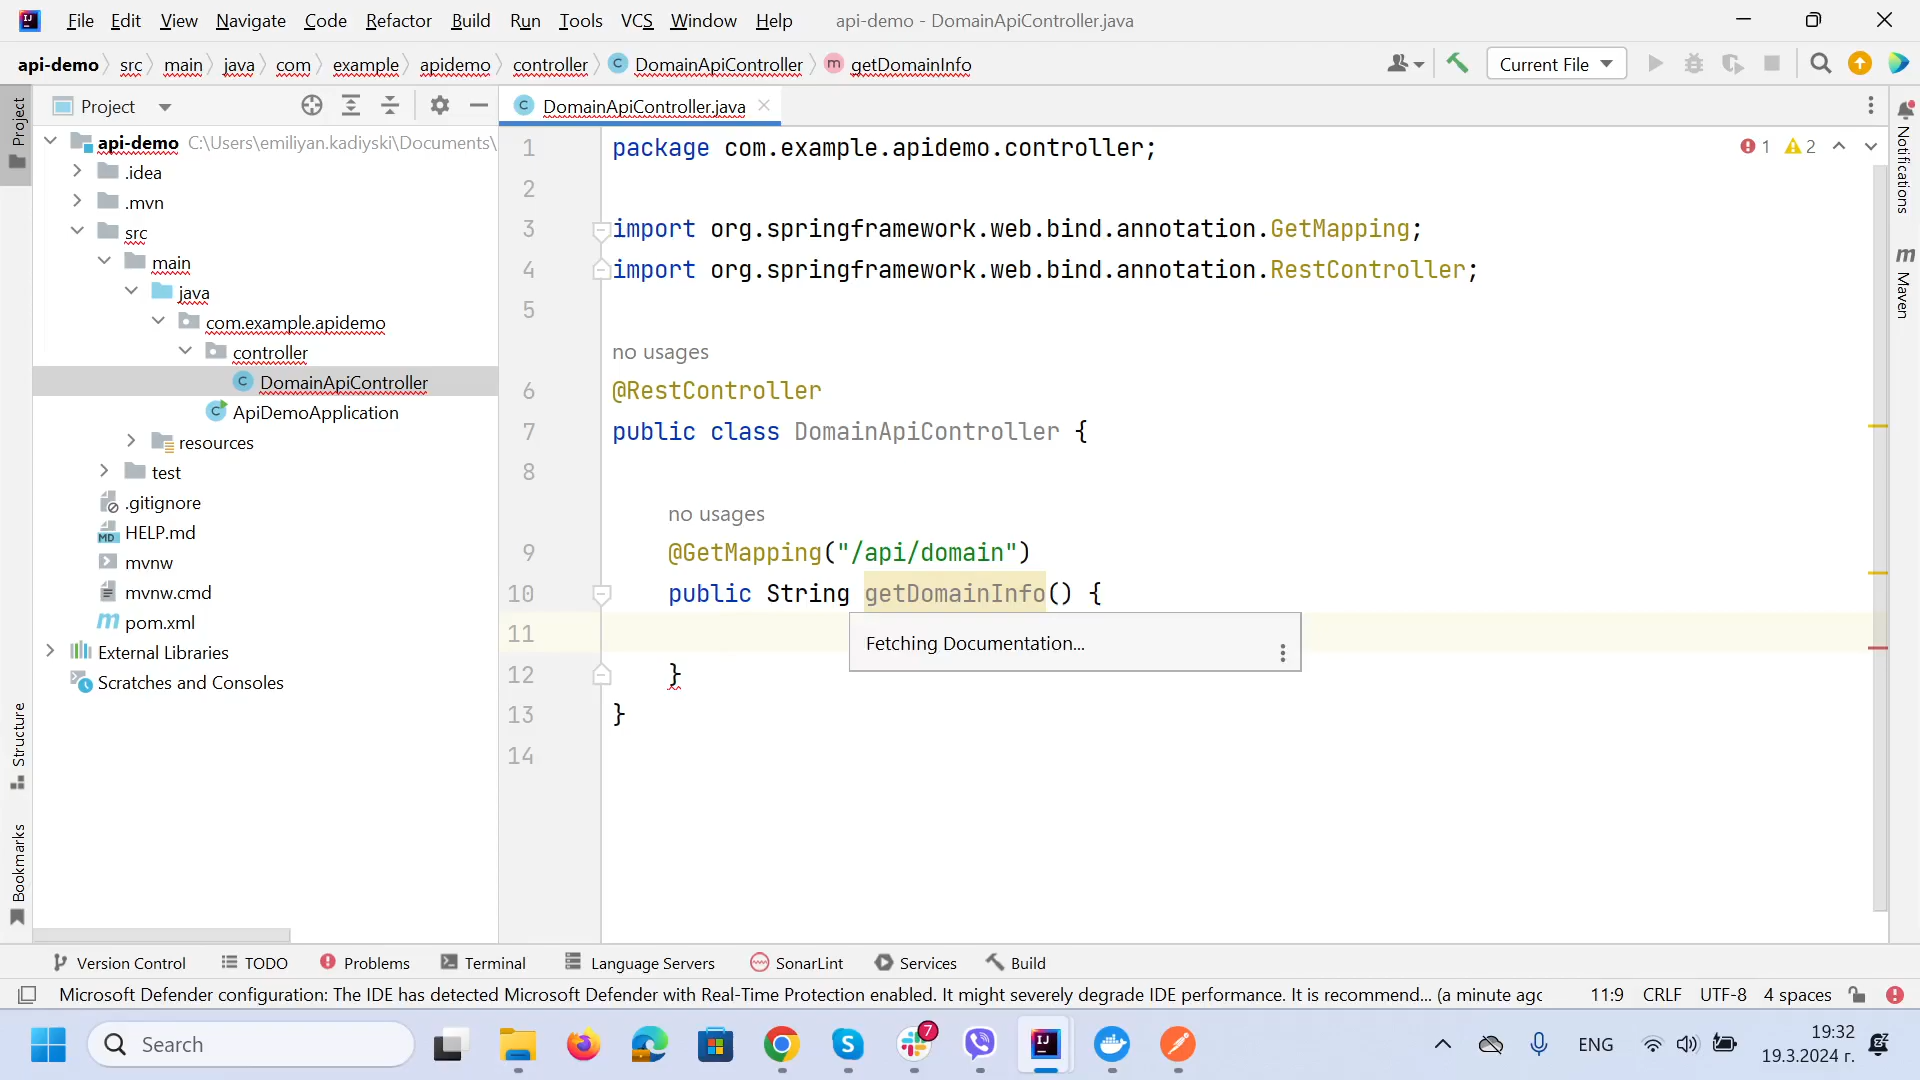 File Edit View Navigate Code Refactor Build Run Tools VCS Window Help api-demo - DomainApiController.java
api-demo src main java com example apidemo controller DomainApiController getDomainInfo Current File
Project
DomainApiController.java
Project
Structure
Bookmarks
api-demo C:\Users\emiliyan.kadiyski\Documents\
.idea
.mvn
src
main
java
com.example.apidemo
controller
DomainApiController
ApiDemoApplication
resources
test
.gitignore
HELP.md
mvnw
mvnw.cmd
pom.xml
External Libraries
Scratches and Consoles
1 package com.example.apidemo.controller;
2
3 import org.springframework.web.bind.annotation.GetMapping;
4 import org.springframework.web.bind.annotation.RestController;
5
no usages
6 @RestController
7 public class DomainApiController {
8
no usages
9 @GetMapping("/api/domain")
10 public String getDomainInfo() {
11
Fetching Documentation...
12 }
13 }
14
1 2
Notifications
Maven
Version Control TODO Problems Terminal Language Servers SonarLint Services Build
Microsoft Defender configuration: The IDE has detected Microsoft Defender with Real-Time Protection enabled. It might severely degrade IDE performance. It is recommend... (a minute agc 11:9 CRLF UTF-8 4 spaces
Search 7 ENG 19:32
19.3.2024 г.